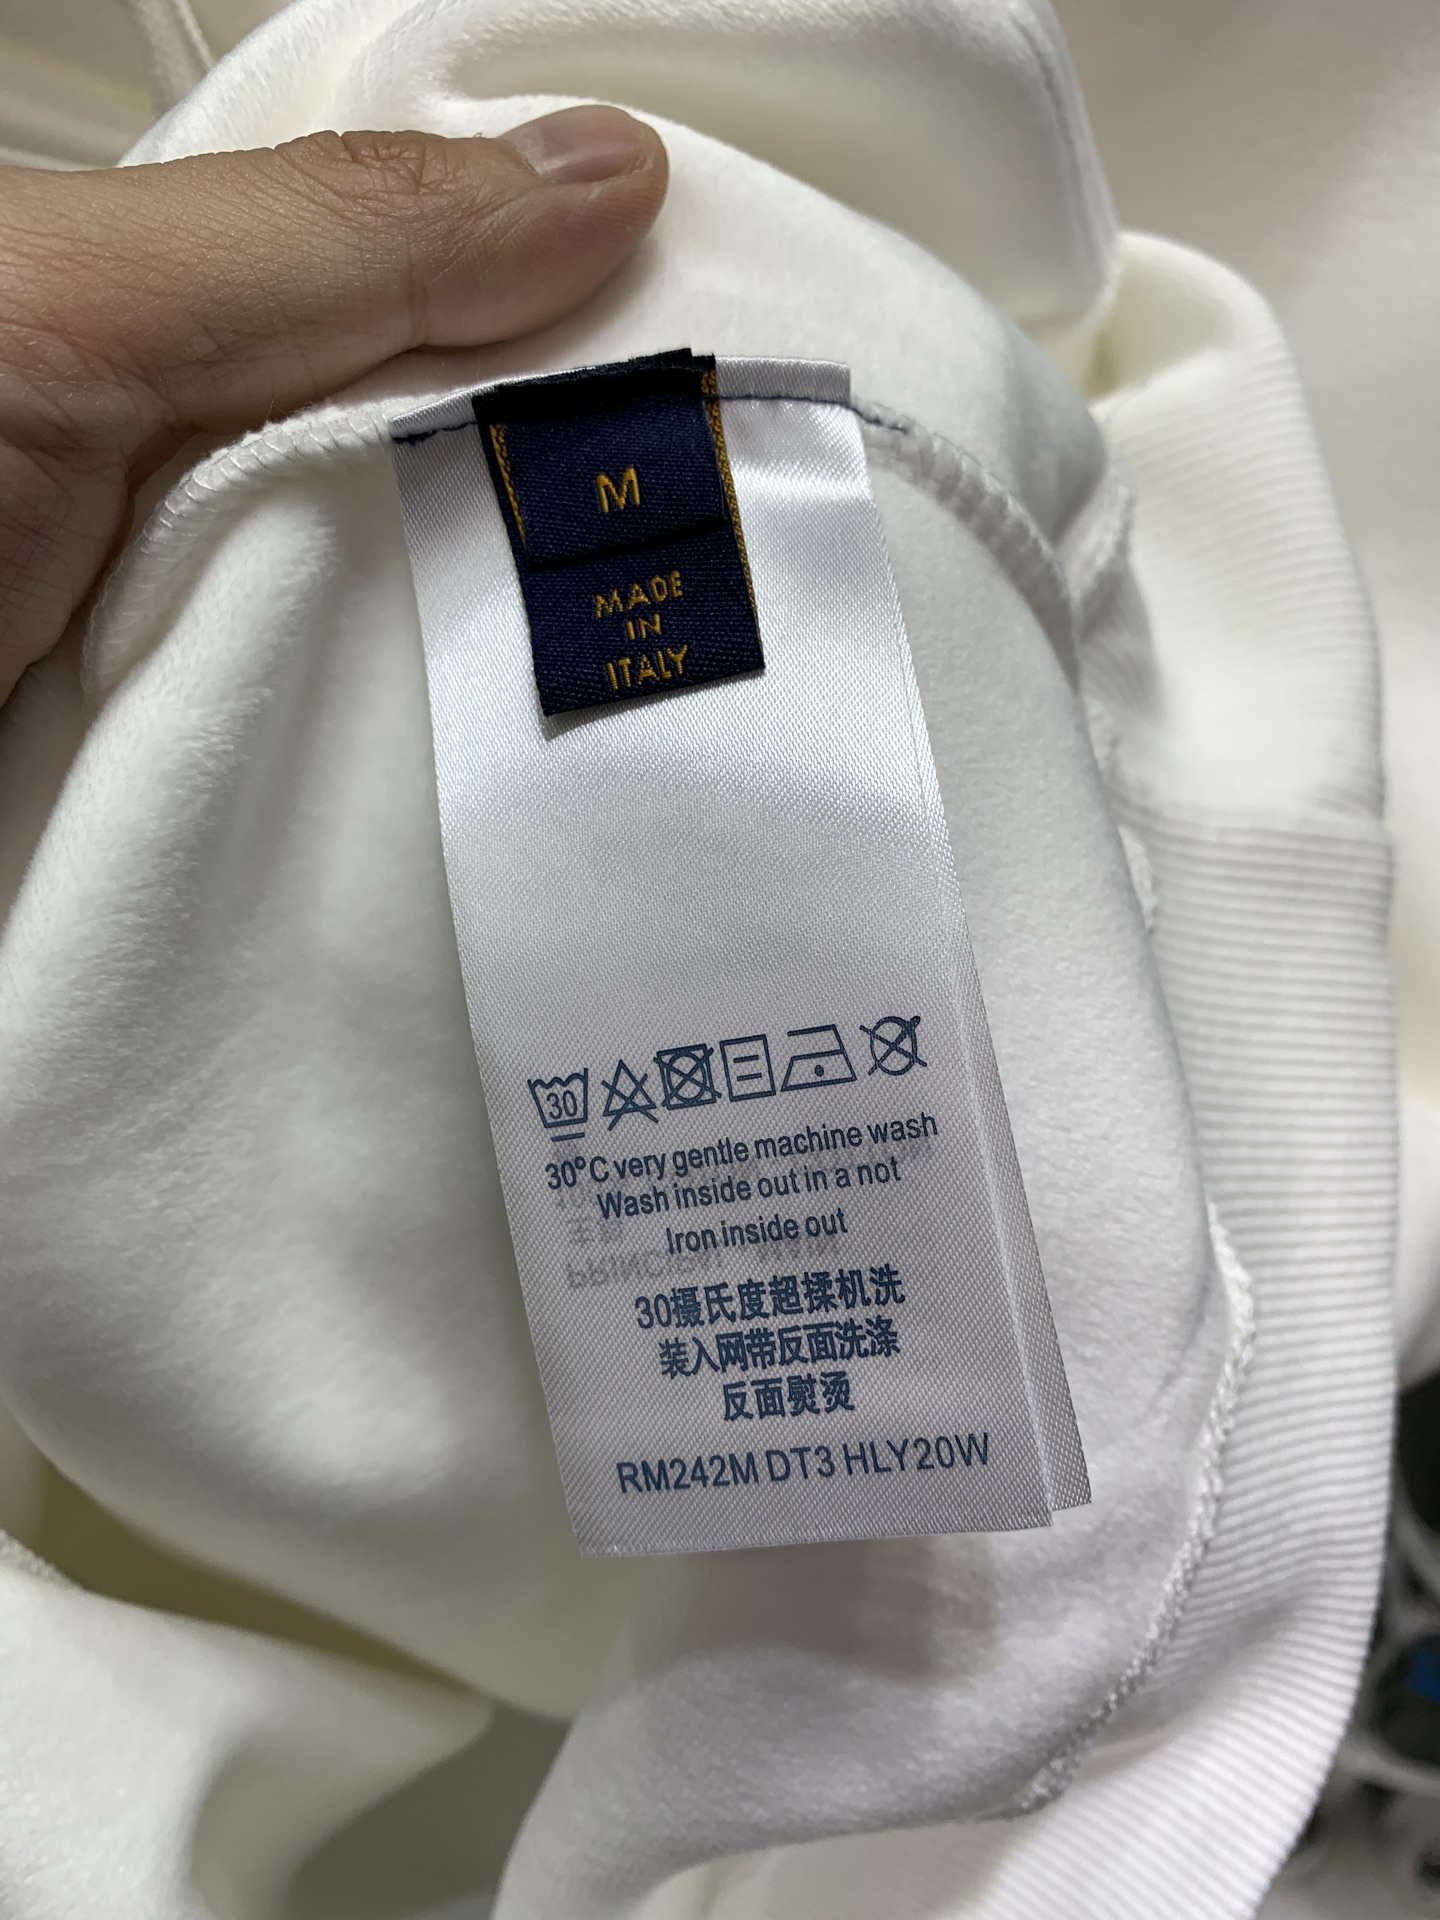 M
MADE
IN
ITALY
30
30°C very gentle machine wash
Wash inside out in a not
Iron inside out
30摄氏度超揉机洗
装入网带反面洗涤
反面熨烫
RM242M DT3 HLY20W